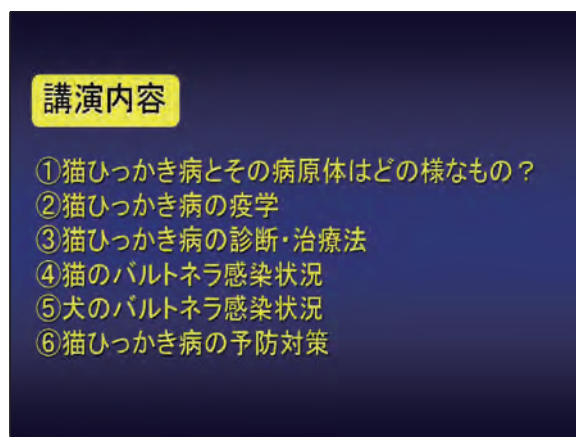 講演内容
①猫ひっかき病とその病原体はどの様なもの？
②猫ひっかき病の疫学
③猫ひっかき病の診断・治療法
④猫のバルトネラ感染状況
⑤犬のバルトネラ感染状況
⑥猫ひっかき病の予防対策